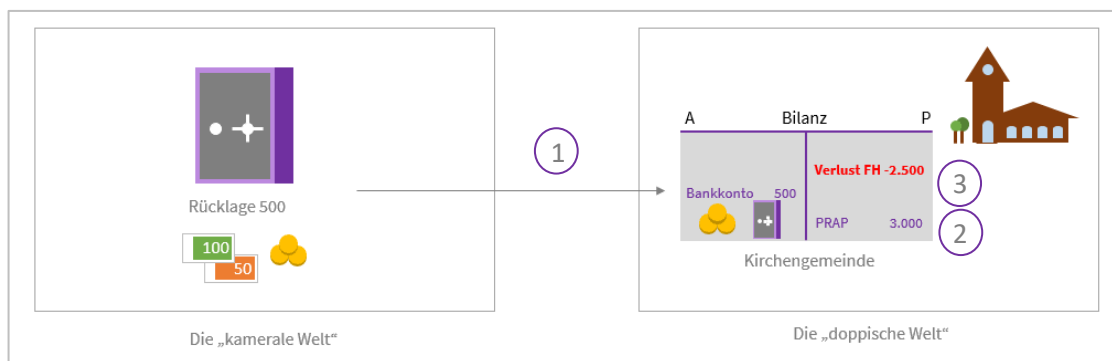 Rücklage 500
100
50
Die „kamerale Welt“
1
A Bilanz P
Verlust FH -2.500
3
Bankkonto 500
PRAP 3.000
2
Kirchengemeinde
Die „doppische Welt“